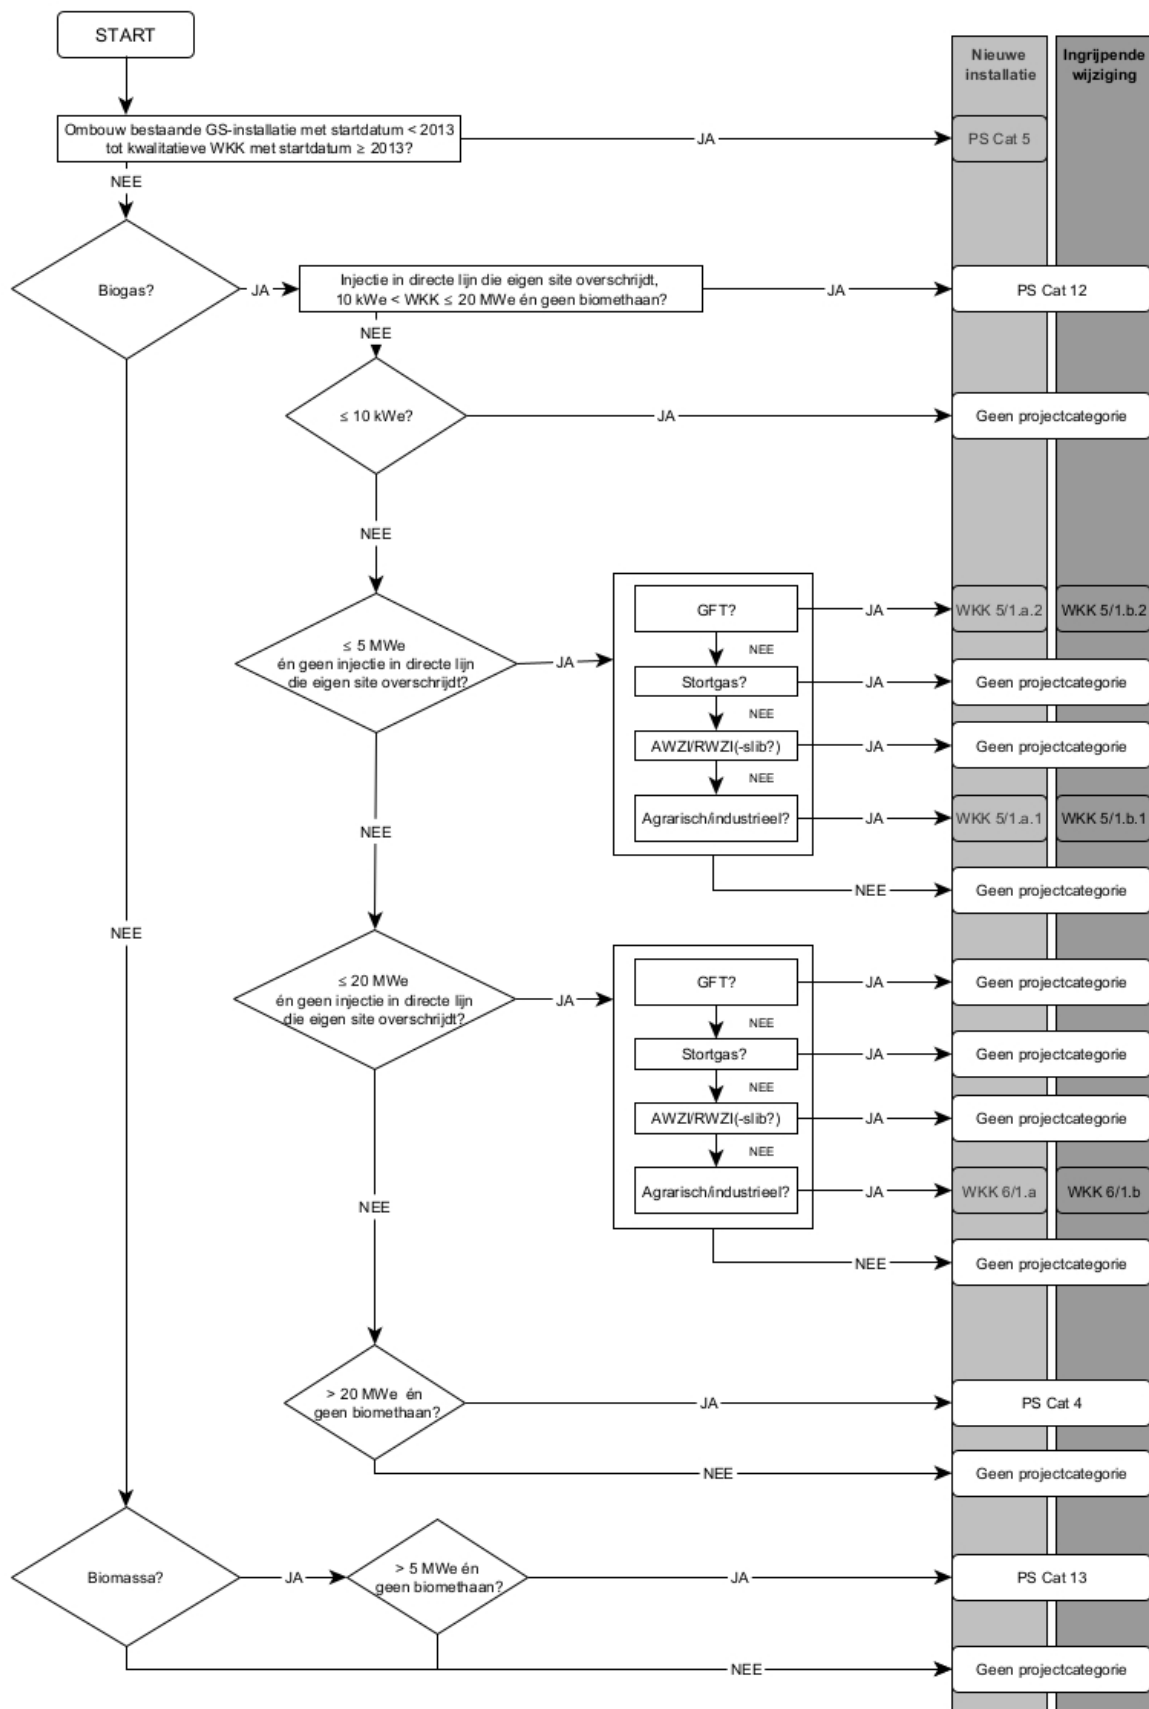 START
Nieuwe
installatie
Ingrijpende
wijziging
Ombouw bestaande GS-installatie met startdatum < 2013
tot kwalitatieve WKK met startdatum ≥ 2013?
JA
PS Cat 5
NEE
Biogas?
JA
Injectie in directe lijn die eigen site overschrijdt,
10 kWe < WKK ≤ 20 MWe én geen biomethaan?
JA
PS Cat 12
NEE
≤ 10 kWe?
JA
Geen projectcategorie
NEE
≤ 5 MWe
én geen injectie in directe lijn
die eigen site overschrijdt?
JA
GFT?
JA
WKK 5/1.a.2
WKK 5/1.b.2
NEE
Stortgas?
JA
Geen projectcategorie
NEE
AWZI/RWZI(-slib?)
JA
Geen projectcategorie
NEE
Agrarisch/industrieel?
JA
WKK 5/1.a.1
WKK 5/1.b.1
NEE
Geen projectcategorie
NEE
NEE
≤ 20 MWe
én geen injectie in directe lijn
die eigen site overschrijdt?
JA
GFT?
JA
Geen projectcategorie
NEE
Stortgas?
JA
Geen projectcategorie
NEE
AWZI/RWZI(-slib?)
JA
Geen projectcategorie
NEE
Agrarisch/industrieel?
JA
WKK 6/1.a
WKK 6/1.b
NEE
Geen projectcategorie
NEE
> 20 MWe én
geen biomethaan?
JA
PS Cat 4
NEE
Geen projectcategorie
Biomassa?
JA
> 5 MWe én
geen biomethaan?
JA
PS Cat 13
NEE
Geen projectcategorie